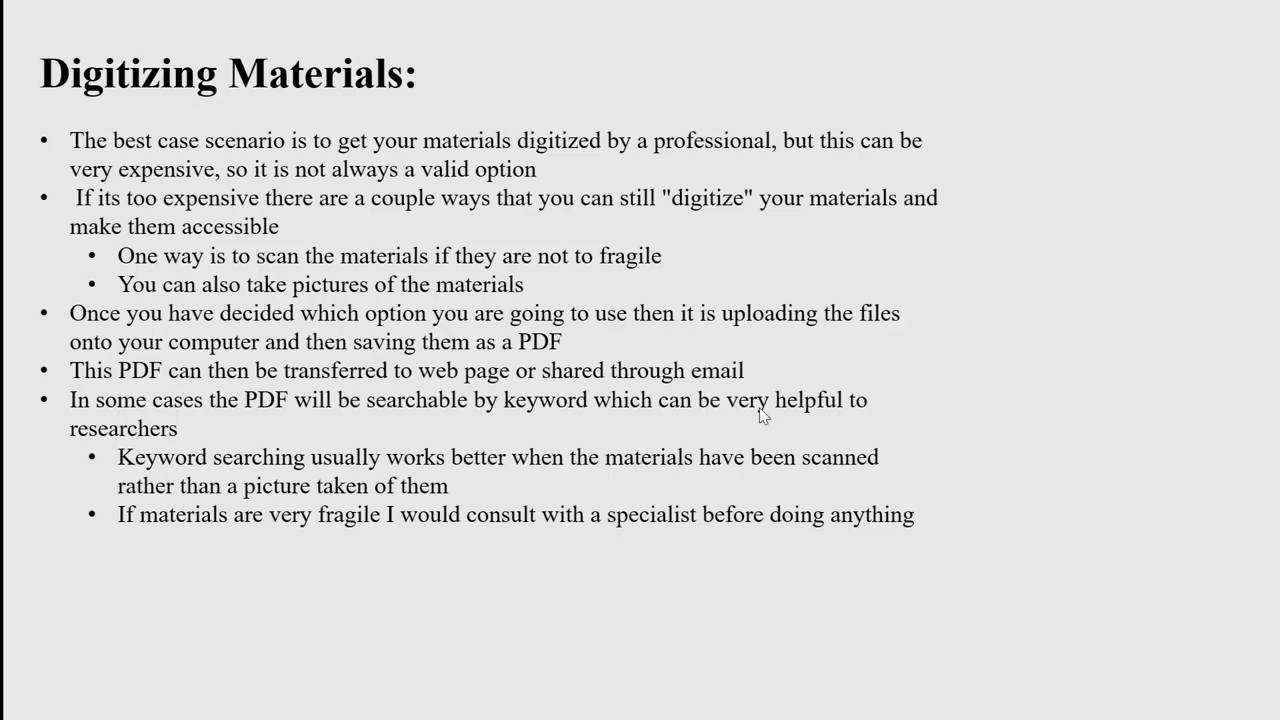 Digitizing Materials:
• The best case scenario is to get your materials digitized by a professional, but this can be
very expensive, so it is not always a valid option
• If its too expensive there are a couple ways that you can still "digitize" your materials and
make them accessible
• One way is to scan the materials if they are not to fragile
• You can also take pictures of the materials
• Once you have decided which option you are going to use then it is uploading the files
onto your computer and then saving them as a PDF
• This PDF can then be transferred to web page or shared through email
• In some cases the PDF will be searchable by keyword which can be very helpful to
researchers
• Keyword searching usually works better when the materials have been scanned
rather than a picture taken of them
• If materials are very fragile I would consult with a specialist before doing anything